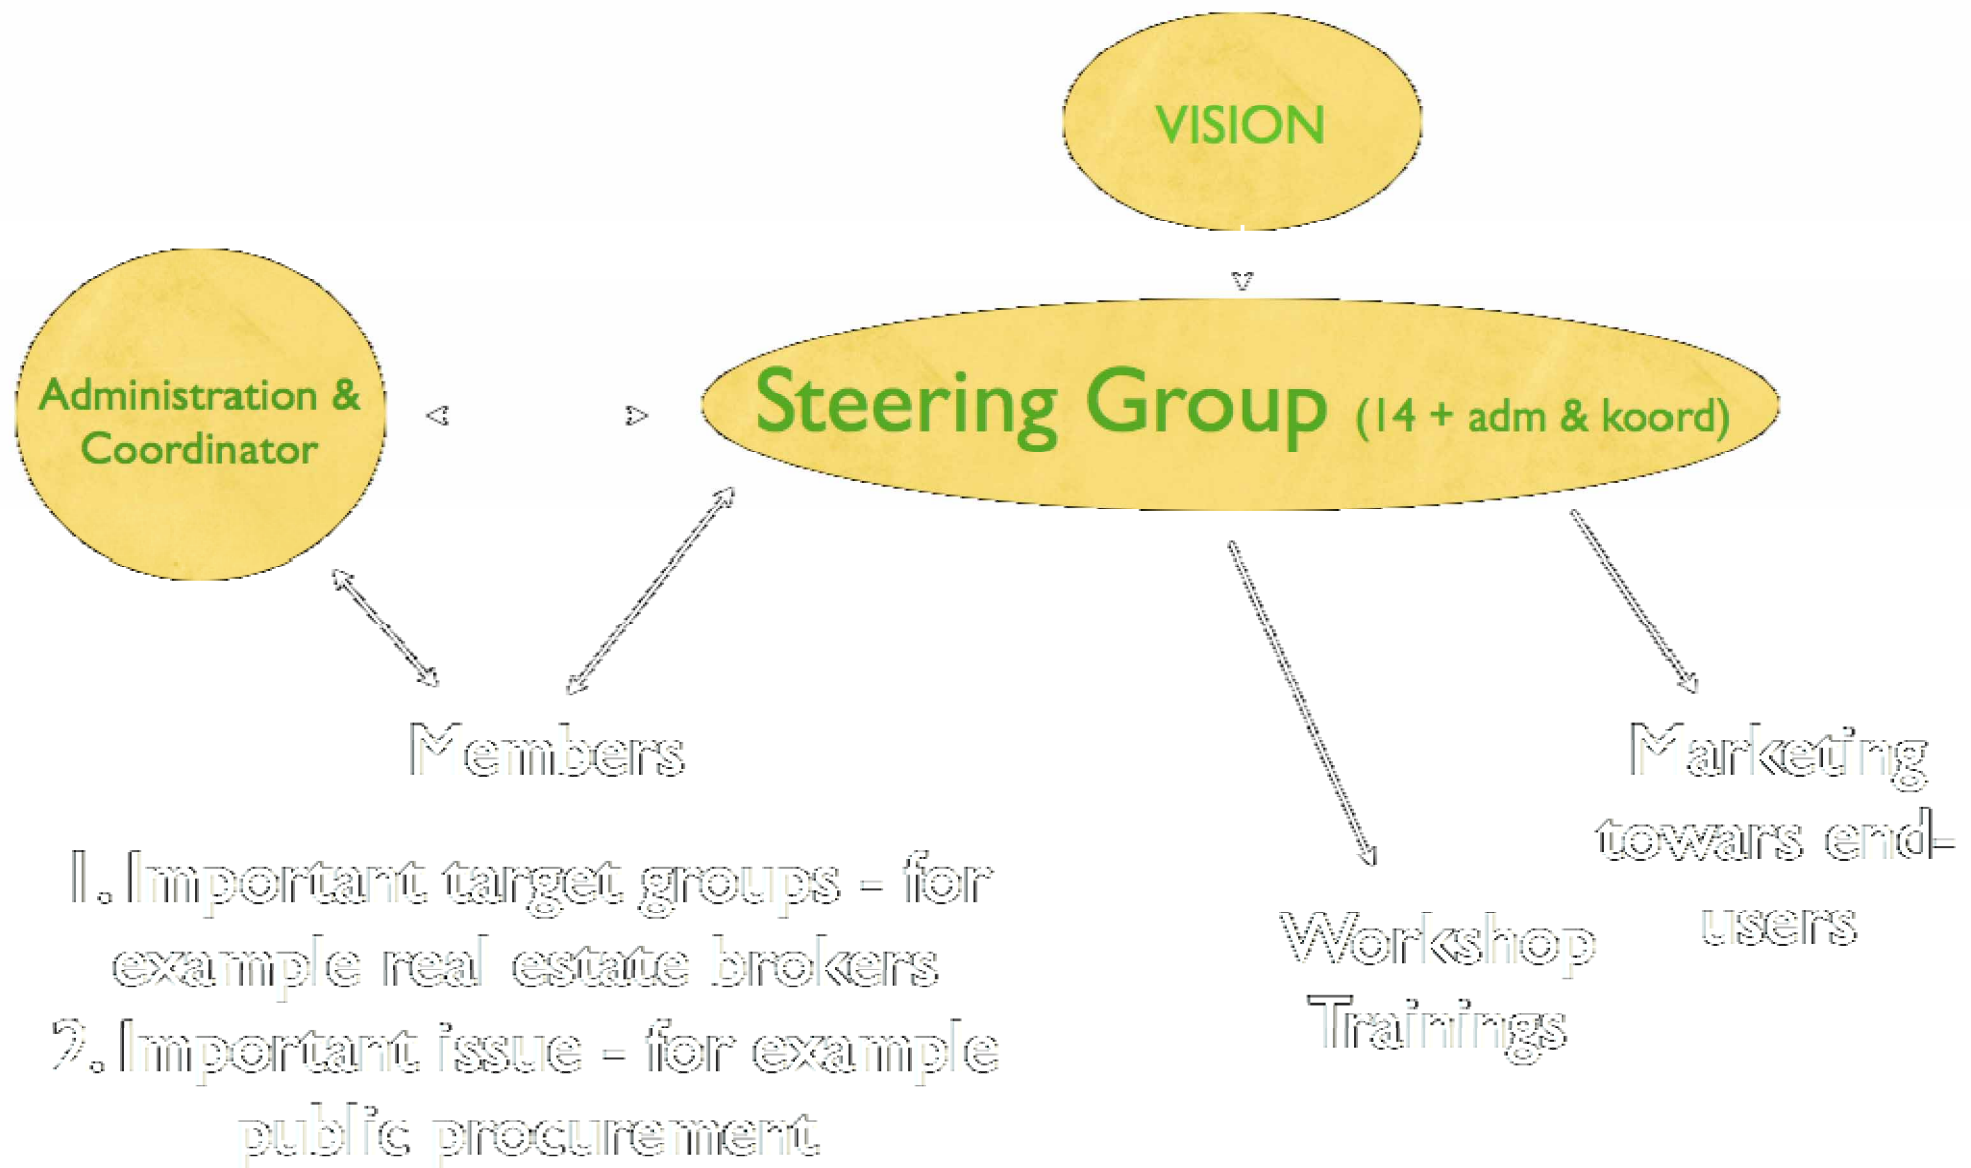 VISION
Administration &
Coordinator
Steering Group (14 + adm & koord)
Members
1. Important target groups - for
example real estate brokers
2. Important issue - for example
public procurement
Workshop
Trainings
Marketing
towars end-
users